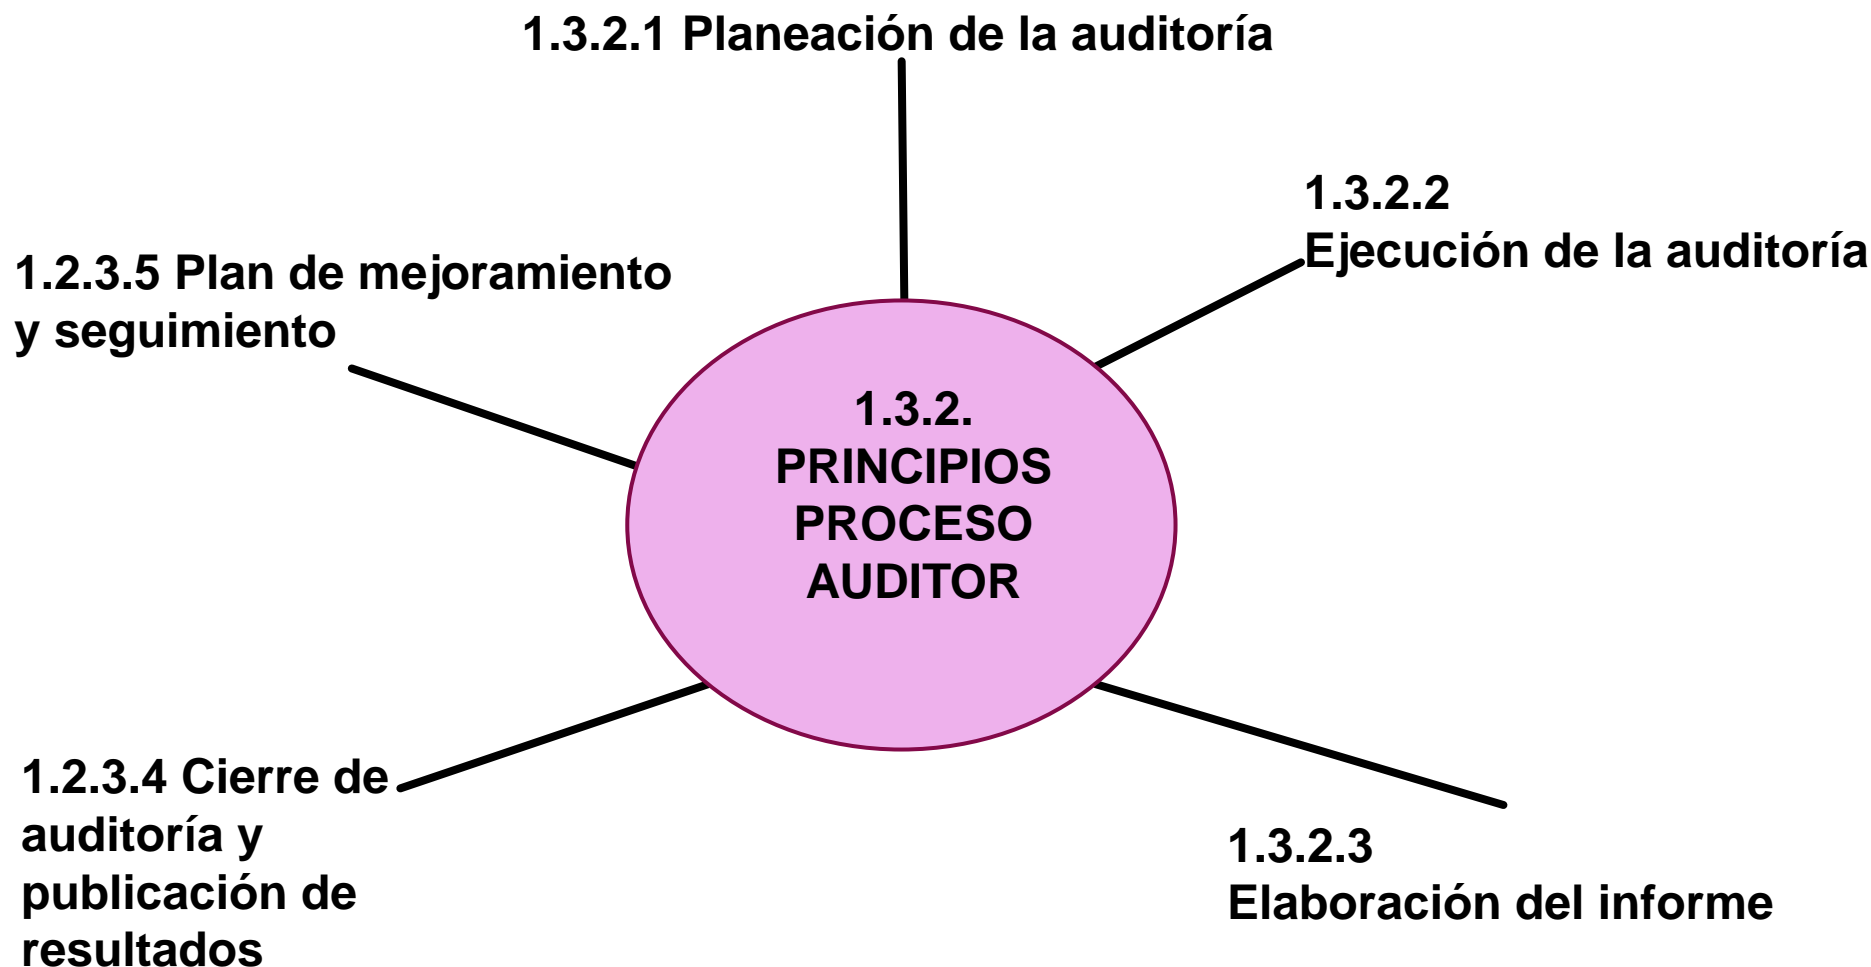 1.3.2.1 Planeación de la auditoría
1.3.2.2
Ejecución de la auditoría
1.2.3.5 Plan de mejoramiento
y seguimiento
1.3.2.
PRINCIPIOS
PROCESO
AUDITOR
1.2.3.4 Cierre de
auditoría y
publicación de
resultados
1.3.2.3
Elaboración del informe